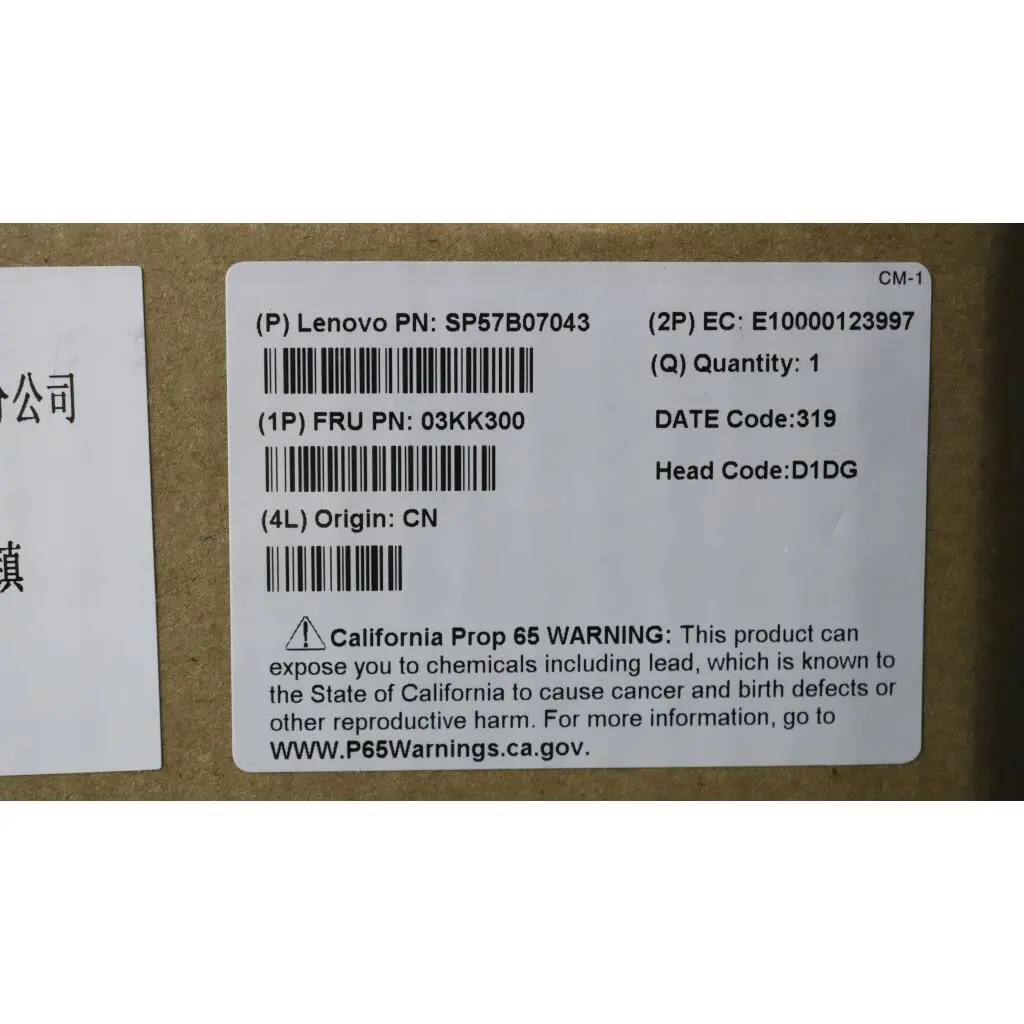 公司
CM-1
(P) Lenovo PN: SP57B07043
(2P) EC: E10000123997
(Q) Quantity: 1
(1P) FRU PN: 03KK300
DATE Code:319
Head Code:D1DG
(4L) Origin: CN
鎮
California Prop 65 WARNING: This product can
expose you to chemicals including lead, which is known to
the State of California to cause cancer and birth defects or
other reproductive harm. For more information, go to
WWW.P65Warnings.ca.gov.